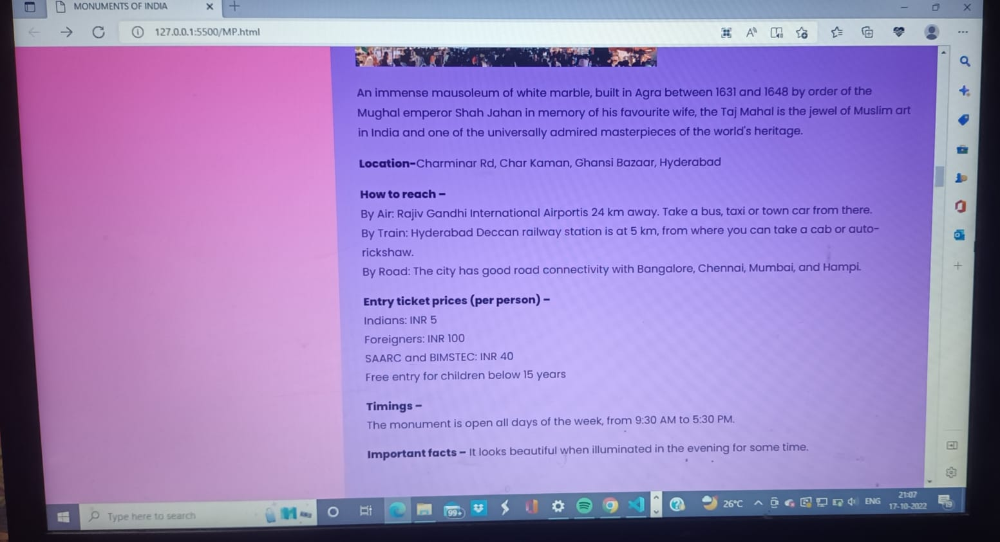 MONUMENTS OF INDIA
127.0.0.1:5500/MP.html
An immense mausoleum of white marble, built in Agra between 1631 and 1648 by order of the
Mughal emperor Shah Jahan in memory of his favourite wife, the Taj Mahal is the jewel of Muslim art
in India and one of the universally admired masterpieces of the world's heritage.
Location-Charminar Rd, Char Kaman, Ghansi Bazaar, Hyderabad
How to reach –
By Air: Rajiv Gandhi International Airportis 24 km away. Take a bus, taxi or town car from there.
By Train: Hyderabad Deccan railway station is at 5 km, from where you can take a cab or auto-
rickshaw.
By Road: The city has good road connectivity with Bangalore, Chennai, Mumbai, and Hampi.
Entry ticket prices (per person) –
Indians: INR 5
Foreigners: INR 100
SAARC and BIMSTEC: INR 40
Free entry for children below 15 years
Timings –
The monument is open all days of the week, from 9:30 AM to 5:30 PM.
Important facts – It looks beautiful when illuminated in the evening for some time.
Type here to search
99+
26°C
ENG
21:07
17-10-2022
19